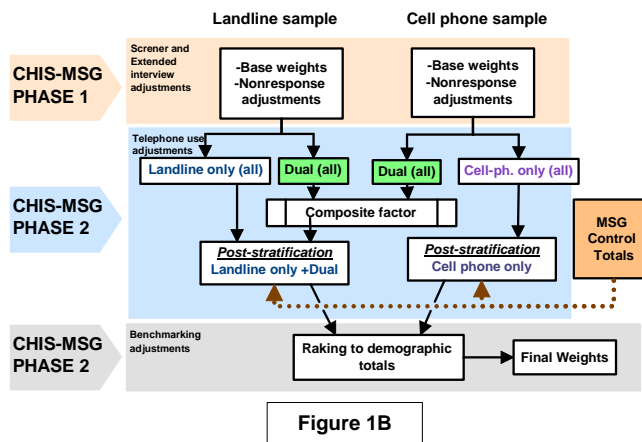 Landline sample
Cell phone sample
CHIS-MSG
PHASE 1
Screner and
Extended
interview
adjustments
-Base weights
-Nonresponse
adjustments
-Base weights
-Nonresponse
adjustments
CHIS-MSG
PHASE 2
Telephone use
adjustments
Landline only (all)
Dual (all)
Dual (all)
Cell-ph. only (all)
Composite factor
Post-stratification
Landline only +Dual
Post-stratification
Cell phone only
MSG
Control
Totals
CHIS-MSG
PHASE 2
Benchmarking
adjustments
Raking to demographic
totals
Final Weights
Figure 1B